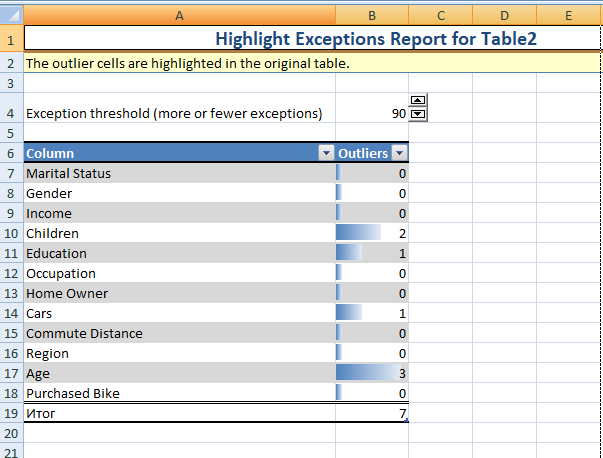 A B C D E
1 Highlight Exceptions Report for Table2
2 The outlier cells are highlighted in the original table.
3
4 Exception threshold (more or fewer exceptions) 90
5
6 Column Outliers
7 Marital Status 0
8 Gender 0
9 Income 0
10 Children 2
11 Education 1
12 Occupation 0
13 Home Owner 0
14 Cars 1
15 Commute Distance 0
16 Region 0
17 Age 3
18 Purchased Bike 0
19 Итог 7
20
21